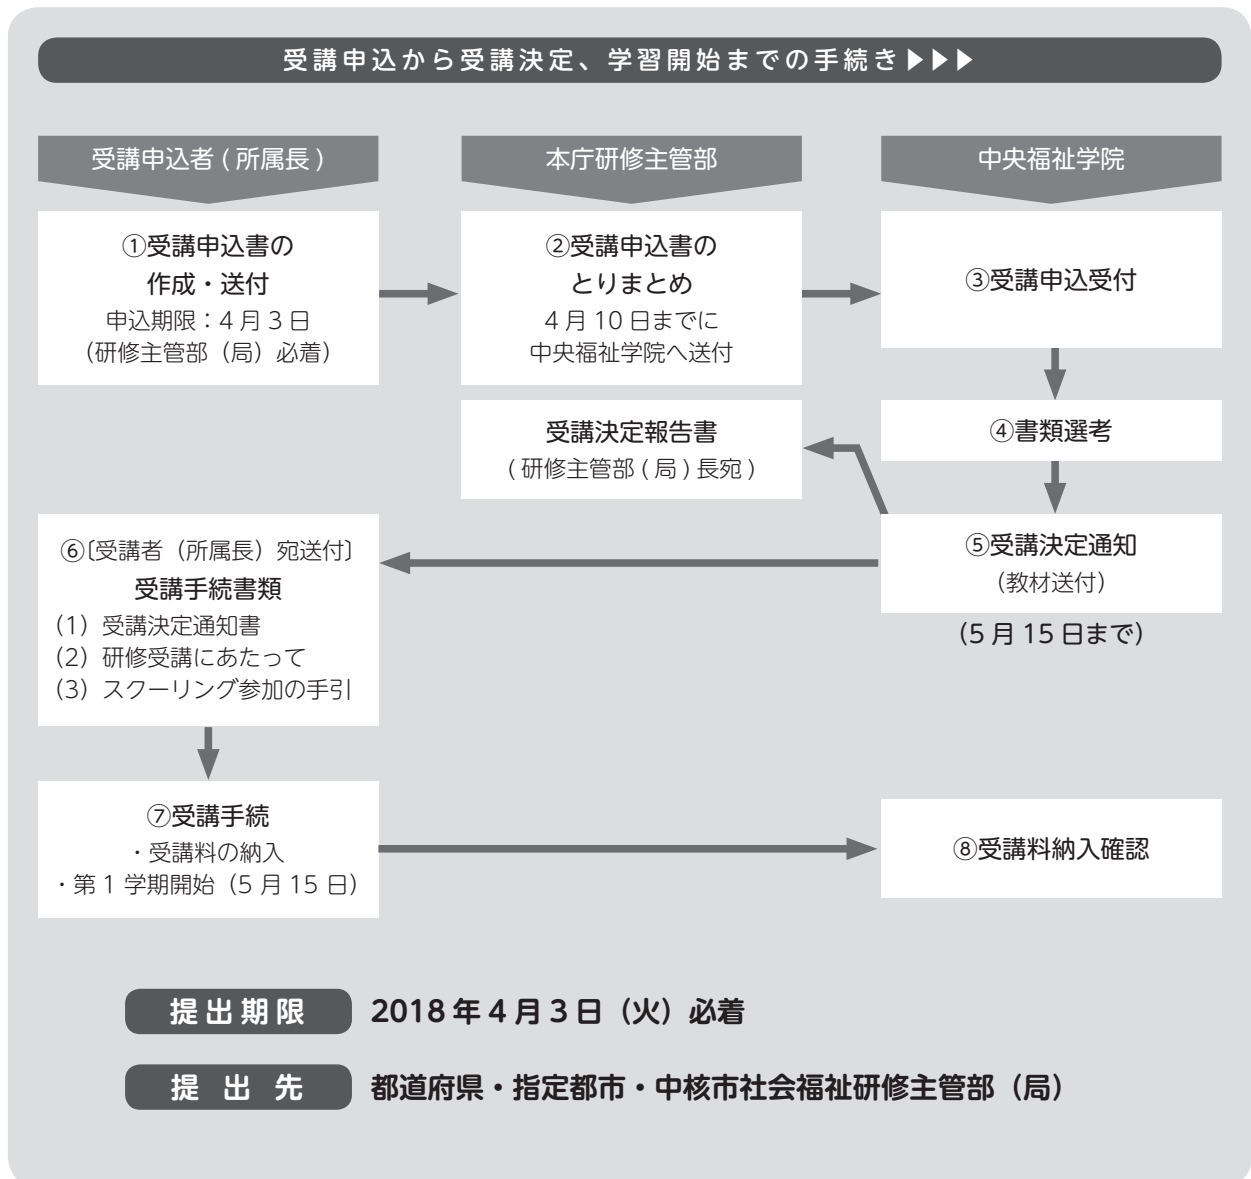 受講申込から受講決定、学習開始までの手続き▶▶▶
受講申込者(所属長)
本庁研修主管部
中央福祉学院
①受講申込書の
作成・送付
申込期限：4月3日
（研修主管部（局）必着）
②受講申込書の
とりまとめ
4月10日までに
中央福祉学院へ送付
③受講申込受付
④書類選考
受講決定報告書
(研修主管部(局)長宛)
⑤受講決定通知
（教材送付）
（5月15日まで）
⑥〔受講者（所属長）宛送付〕
受講手続書類
（1）受講決定通知書
（2）研修受講にあたって
（3）スクーリング参加の手引
⑦受講手続
・受講料の納入
・第1学期開始（5月15日）
⑧受講料納入確認
提出期限 2018年4月3日（火）必着
提出先 都道府県・指定都市・中核市社会福祉研修主管部（局）